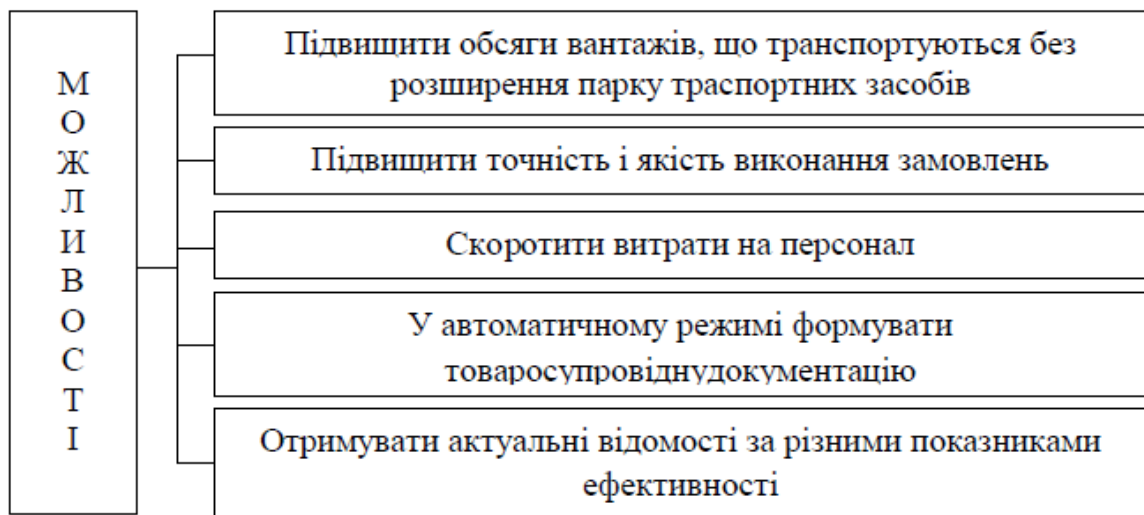 МОЖЛИВОСТІ
Підвищити обсяги вантажів, що транспортуються без
розширення парку траспортних засобів
Підвищити точність і якість виконання замовлень
Скоротити витрати на персонал
У автоматичному режимі формувати
товаросупровіднудокументацію
Отримувати актуальні відомості за різними показниками
ефективності